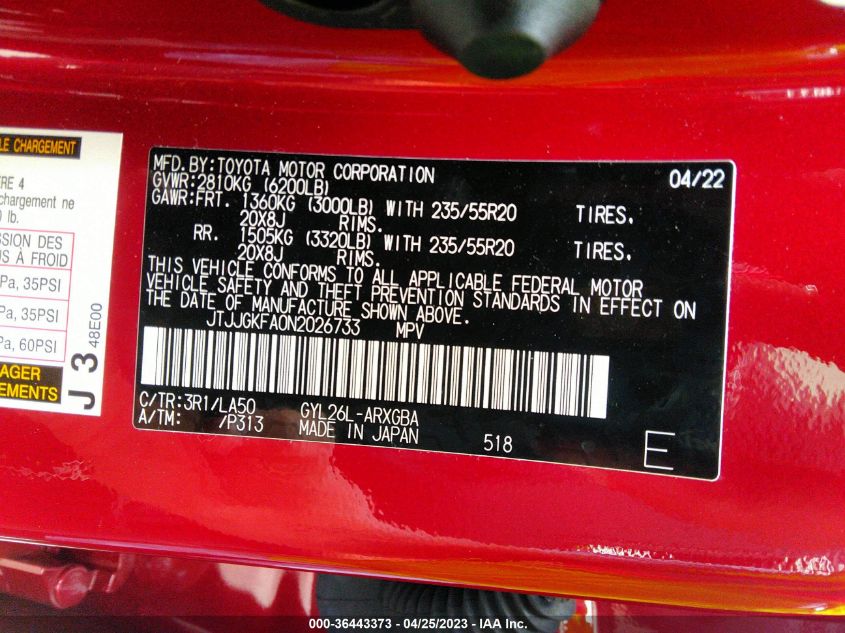 LE CHARGEMENT
RE 4
chargement ne
lb.
SSION DES
US À FROID
Pa, 35PSI
Pa, 35PSI
Pa, 60PSI
AGER
EMENTS
J 3
48E00
MFD.BY:TOYOTA MOTOR CORPORATION 04/22
GVWR:2810KG (6200LB)
GAWR:FRT. 1360KG (3000LB) WITH 235/55R20 TIRES,
20X8J RIMS.
RR. 1505KG (3320LB) WITH 235/55R20 TIRES,
20X8J RIMS.
THIS VEHICLE CONFORMS TO ALL APPLICABLE FEDERAL MOTOR
VEHICLE SAFETY AND THEFT PREVENTION STANDARDS IN EFFECT ON
THE DATE OF MANUFACTURE SHOWN ABOVE.
JTJJGKFA0N2026733 MPV
C/TR:3R1/LA50 GYL26L-ARXGBA
A/TM: /P313 MADE IN JAPAN 518 E
000-36443373 - 04/25/2023 - IAA Inc.